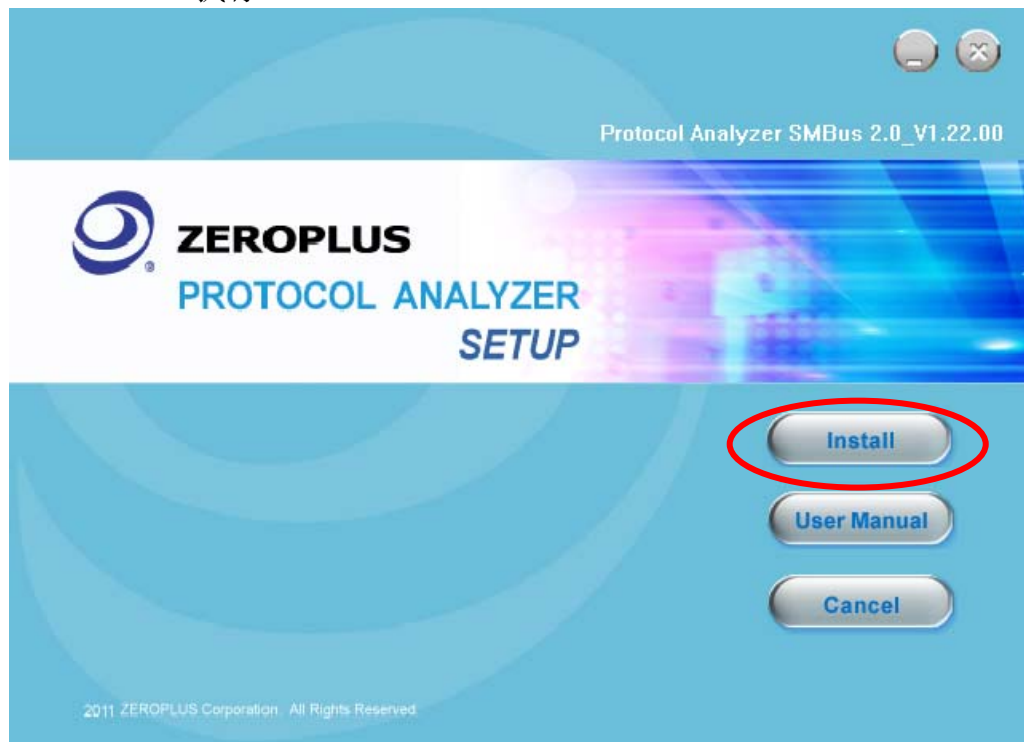 Protocol Analyzer SMBus 2.0_V1.22.00
ZEROPLUS
®
PROTOCOL ANALYZER
SETUP
Install
User Manual
Cancel
2011 ZEROPLUS Corporation. All Rights Reserved.